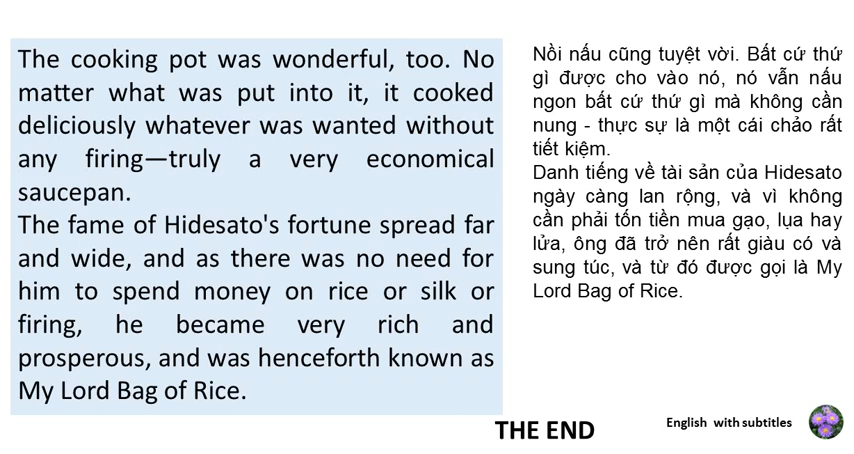 The cooking pot was wonderful, too. No
matter what was put into it, it cooked
deliciously whatever was wanted without
any firing—truly a very economical
saucepan.
The fame of Hidesato's fortune spread far
and wide, and as there was no need for
him to spend money on rice or silk or
firing, he became very rich and
prosperous, and was henceforth known as
My Lord Bag of Rice.
Nồi nấu cũng tuyệt vời. Bất cứ thứ
gì được cho vào nó, nó vẫn nấu
ngon bất cứ thứ gì mà không cần
nung - thực sự là một cái chảo rất
tiết kiệm.
Danh tiếng về tài sản của Hidesato
ngày càng lan rộng, và vì không
cần phải tốn tiền mua gạo, lụa hay
lửa, ông đã trở nên rất giàu có và
sung túc, và từ đó được gọi là My
Lord Bag of Rice.
THE END
English with subtitles